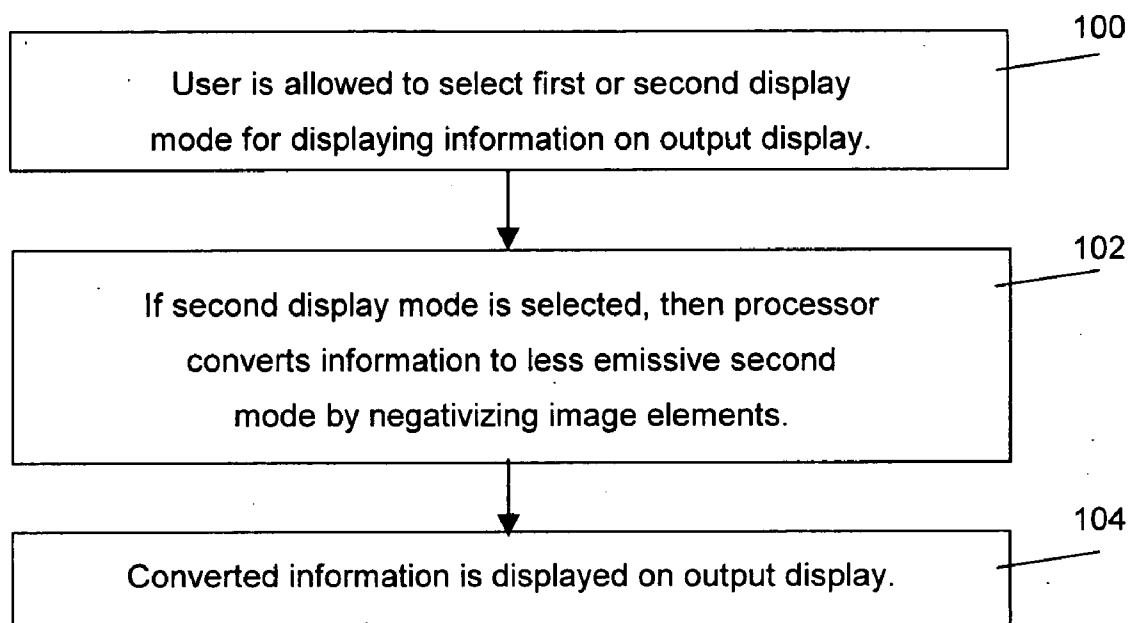 100
User is allowed to select first or second display
mode for displaying information on output display.
102
If second display mode is selected, then processor
converts information to less emissive second
mode by negativizing image elements.
104
Converted information is displayed on output display.